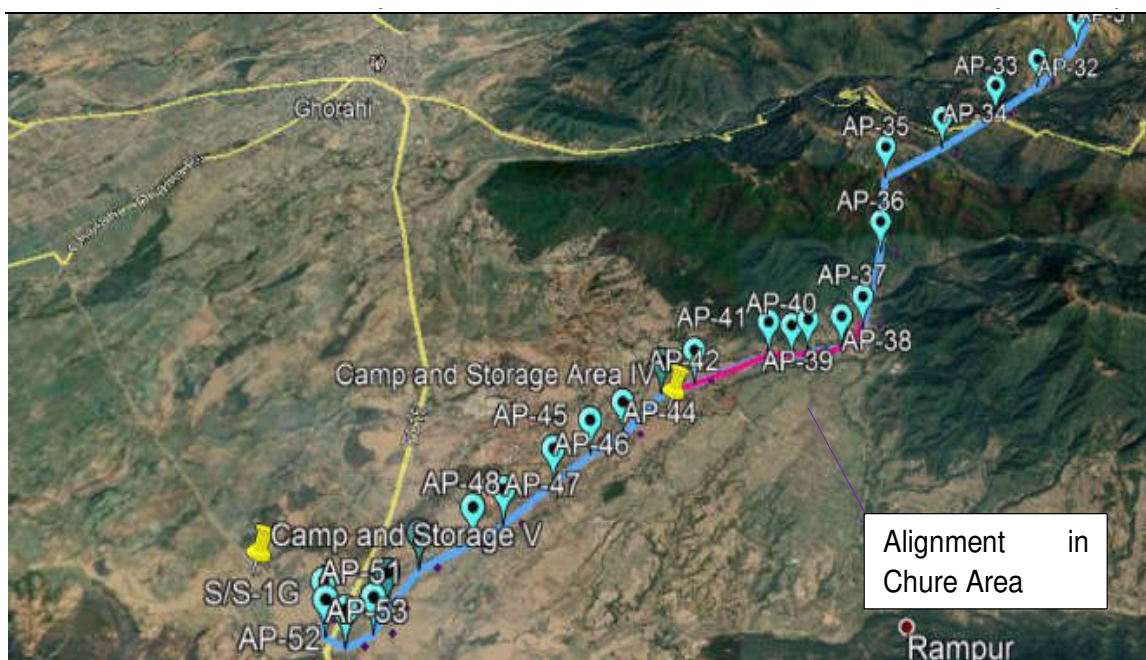 AP-33
AP-32
Ghorahi
AP-35
AP-34
AP-36
AP-37
AP-41
AP-40
AP-42
AP-39
AP-38
Camp and Storage Area IV
AP-45
AP-44
AP-46
AP-48
AP-47
Camp and Storage V
AP-51
S/S-1G
AP-53
AP-52
Alignment in
Chure Area
Rampur